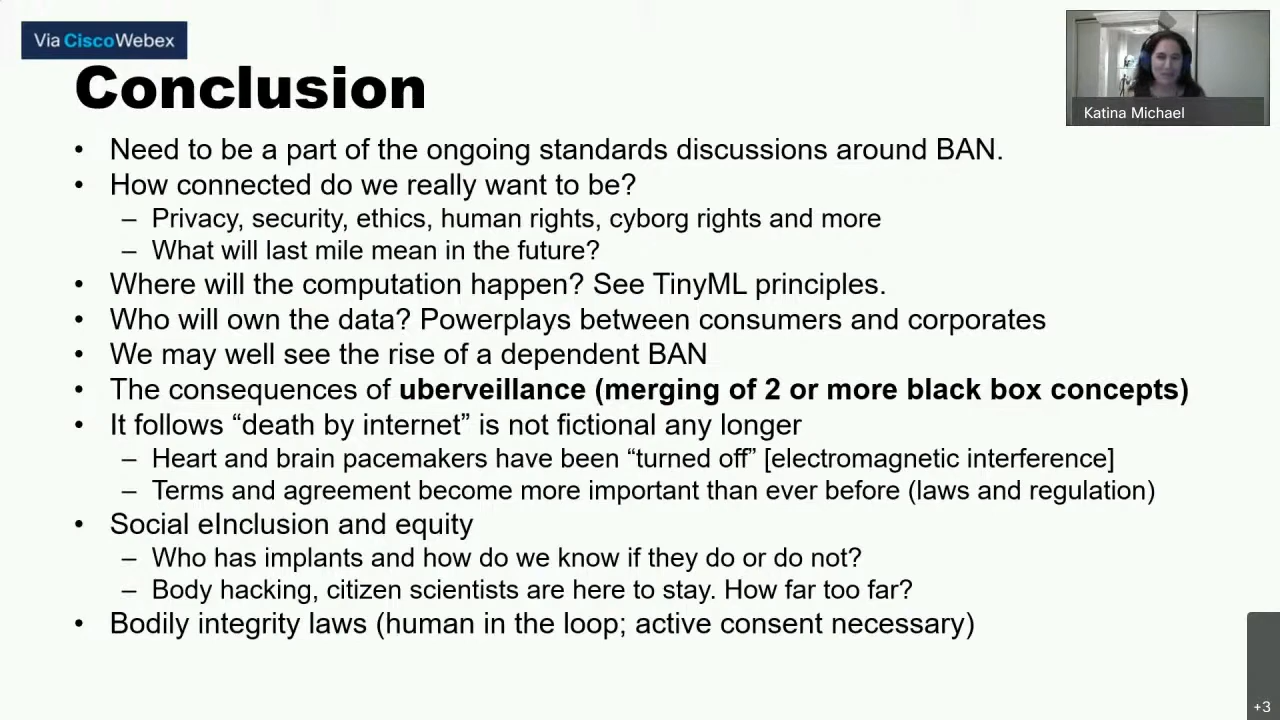 Via Cisco Webex
Conclusion
Katina Michael
• Need to be a part of the ongoing standards discussions around BAN.
• How connected do we really want to be?
– Privacy, security, ethics, human rights, cyborg rights and more
– What will last mile mean in the future?
• Where will the computation happen? See TinyML principles.
• Who will own the data? Powerplays between consumers and corporates
• We may well see the rise of a dependent BAN
• The consequences of uberveillance (merging of 2 or more black box concepts)
• It follows “death by internet” is not fictional any longer
– Heart and brain pacemakers have been “turned off” [electromagnetic interference]
– Terms and agreement become more important than ever before (laws and regulation)
• Social eInclusion and equity
– Who has implants and how do we know if they do or do not?
– Body hacking, citizen scientists are here to stay. How far too far?
• Bodily integrity laws (human in the loop; active consent necessary)
+3